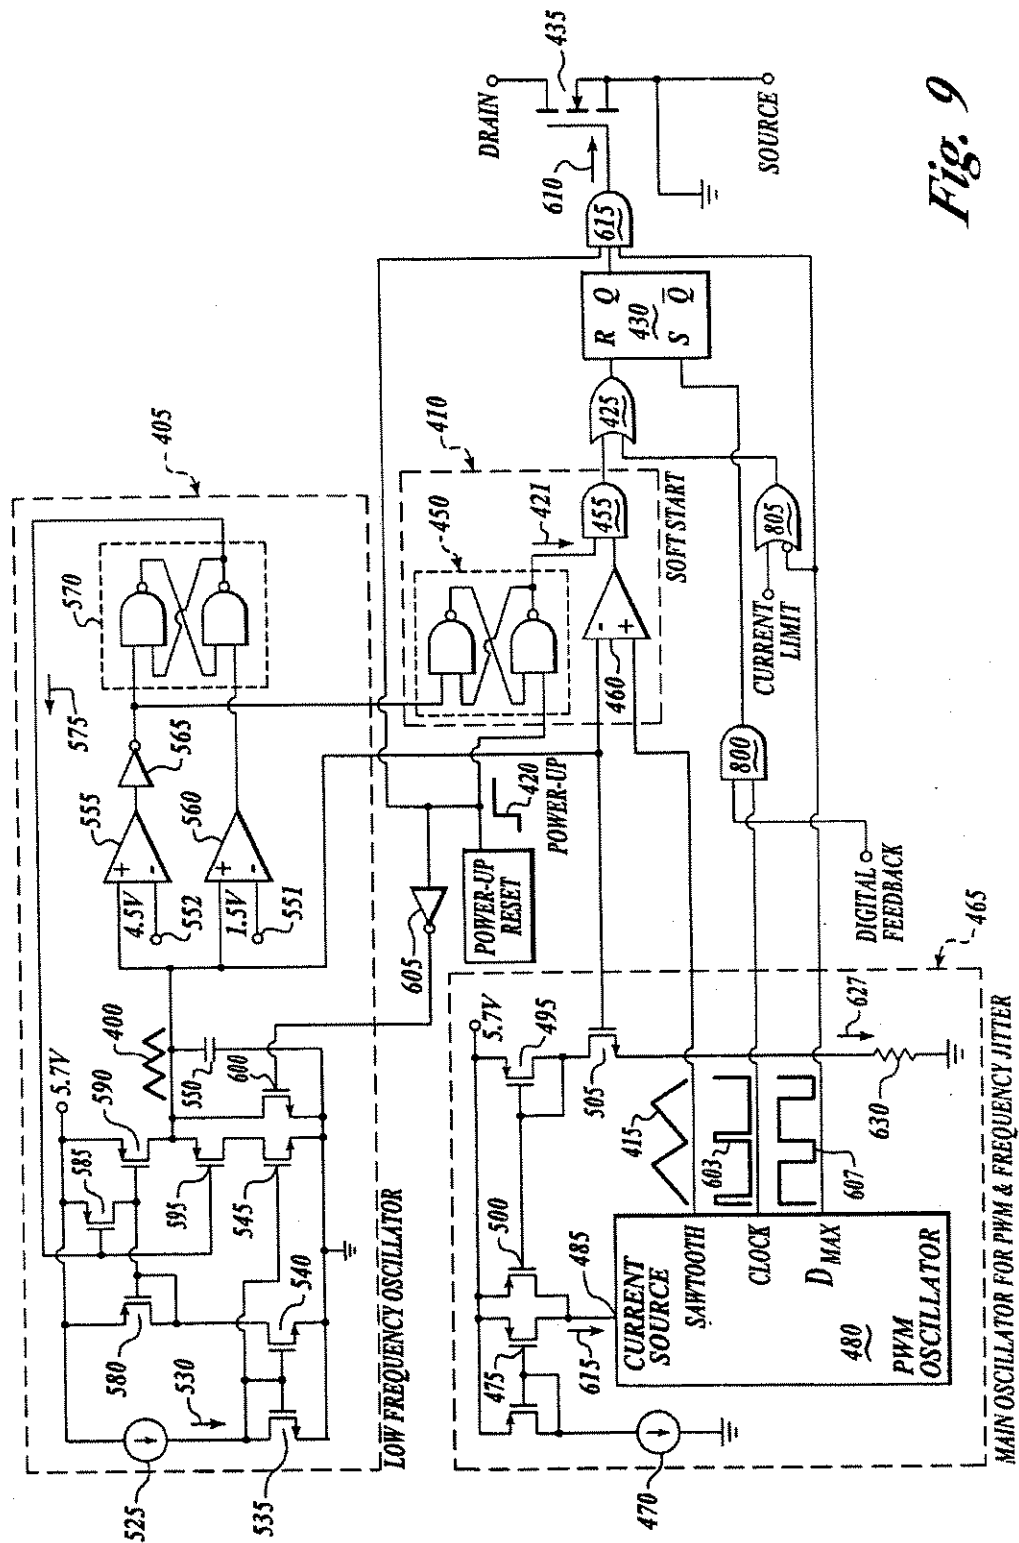 405
570
575
555
565
560
4.5V
552
1.5V
551
400
5.7V
590
585
550
600
595
545
580
530
540
525
535
LOW FREQUENCY OSCILLATOR
410
450
421
455
460
SOFT START
605
POWER-UP
RESET
420
POWER-UP
435
DRAIN
SOURCE
610
615
R Q
430
S Q̅
425
805
CURRENT
LIMIT
800
DIGITAL
FEEDBACK
465
5.7V
495
505
627
630
415
603
607
500
475
485
615
470
CURRENT
SOURCE
SAWTOOTH
CLOCK
DMAX
480
PWM
OSCILLATOR
MAIN OSCILLATOR FOR PWM & FREQUENCY JITTER
+
-
+
-
-
+
Fig. 9